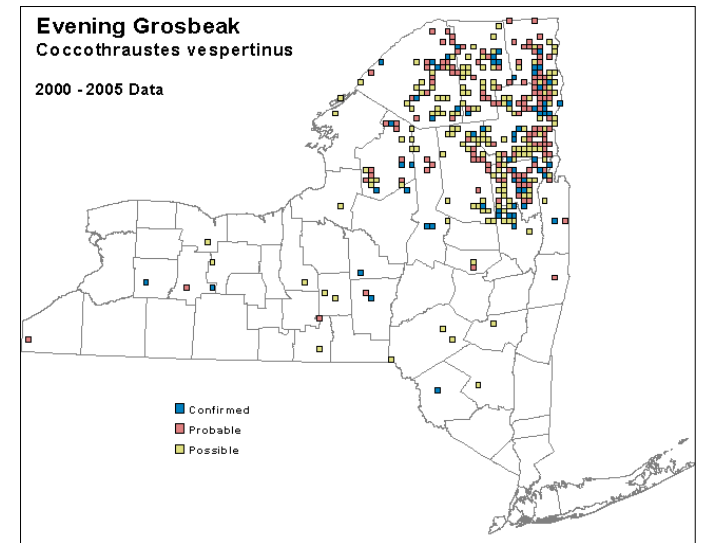 Evening Grosbeak
Coccothraustes vespertinus
2000 - 2005 Data
Confirmed
Probable
Possible